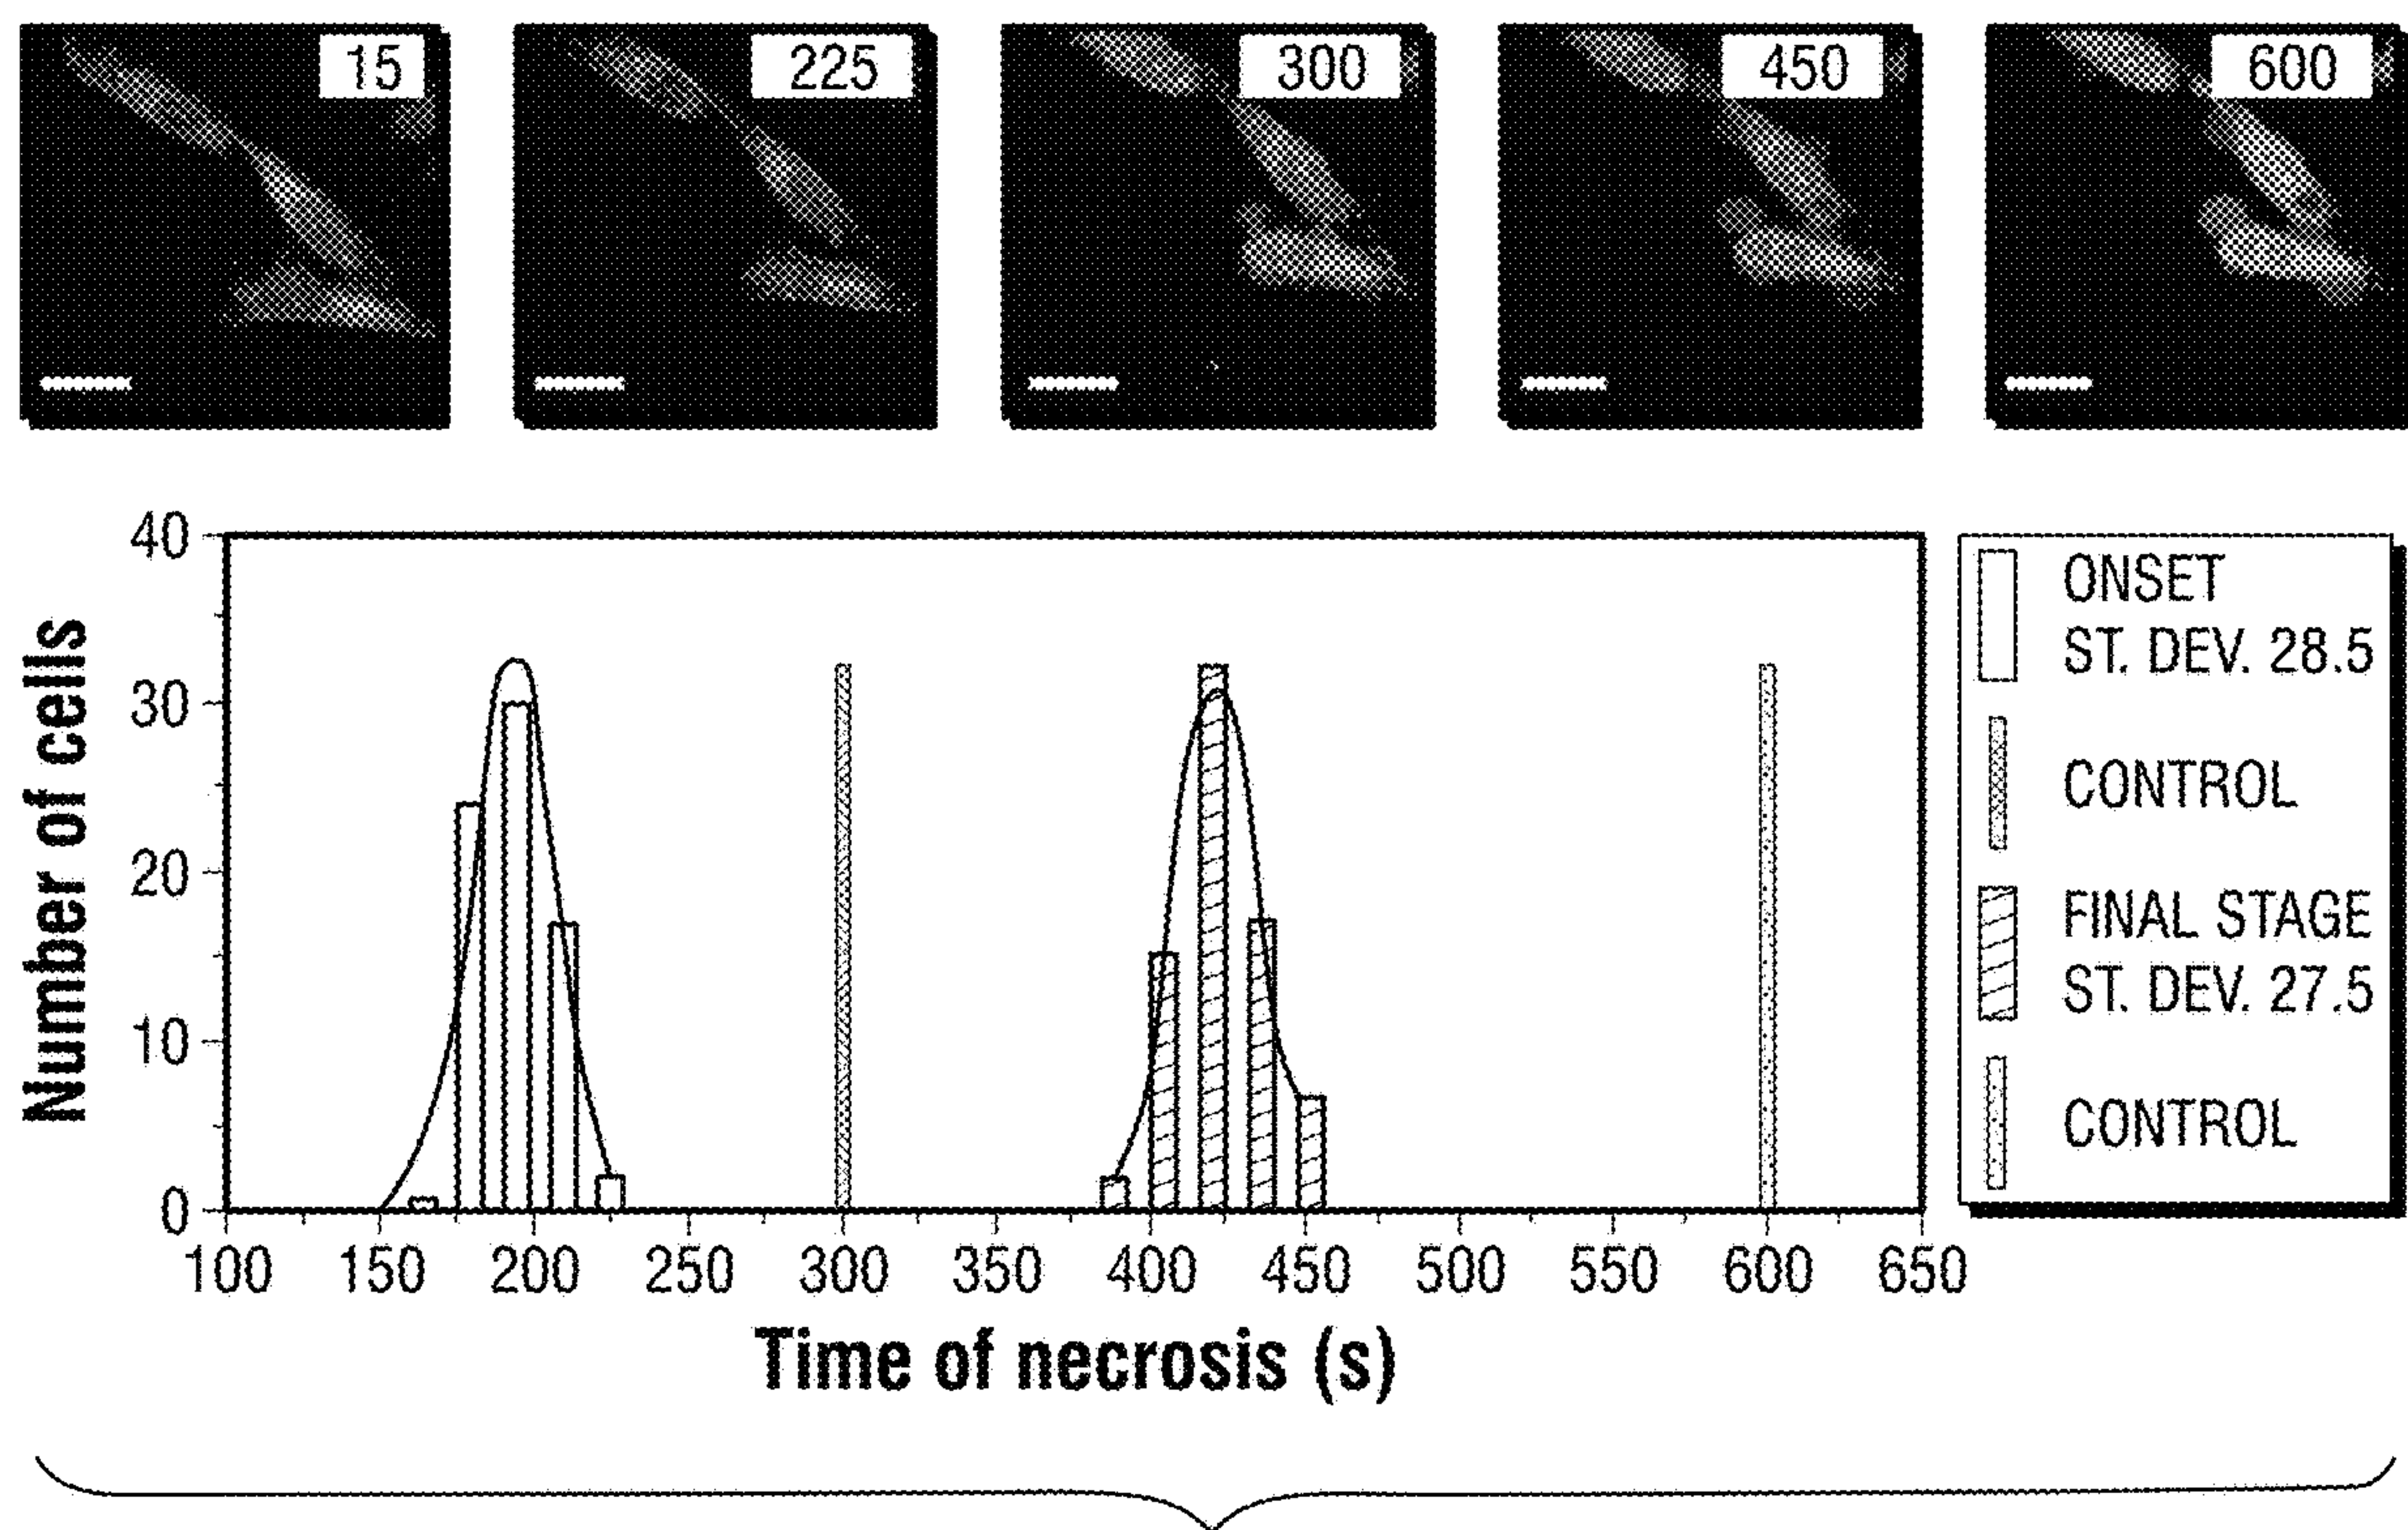 15
225
300
450
600
40
30
20
10
0
Number of cells
100 150 200 250 300 350 400 450 500 550 600 650
Time of necrosis (s)
ONSET
ST. DEV. 28.5
CONTROL
FINAL STAGE
ST. DEV. 27.5
CONTROL